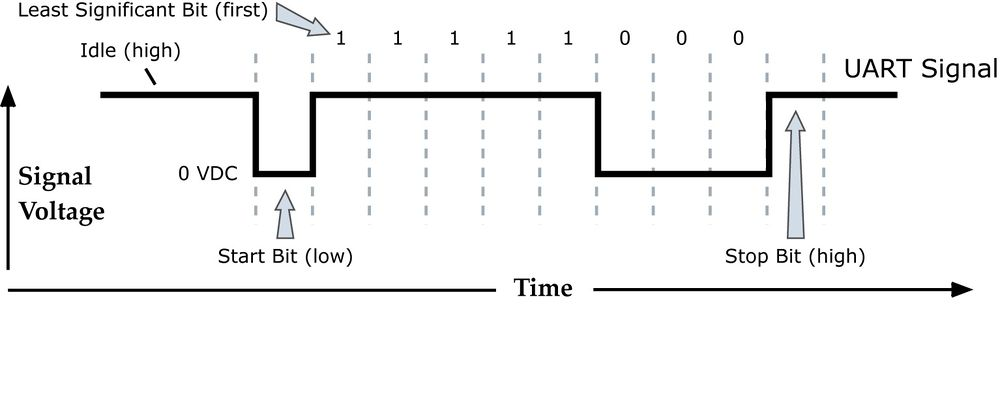 Least Significant Bit (first)
1 1 1 1 1 0 0 0
Idle (high)
UART Signal
0 VDC
Signal
Voltage
Start Bit (low)
Stop Bit (high)
Time